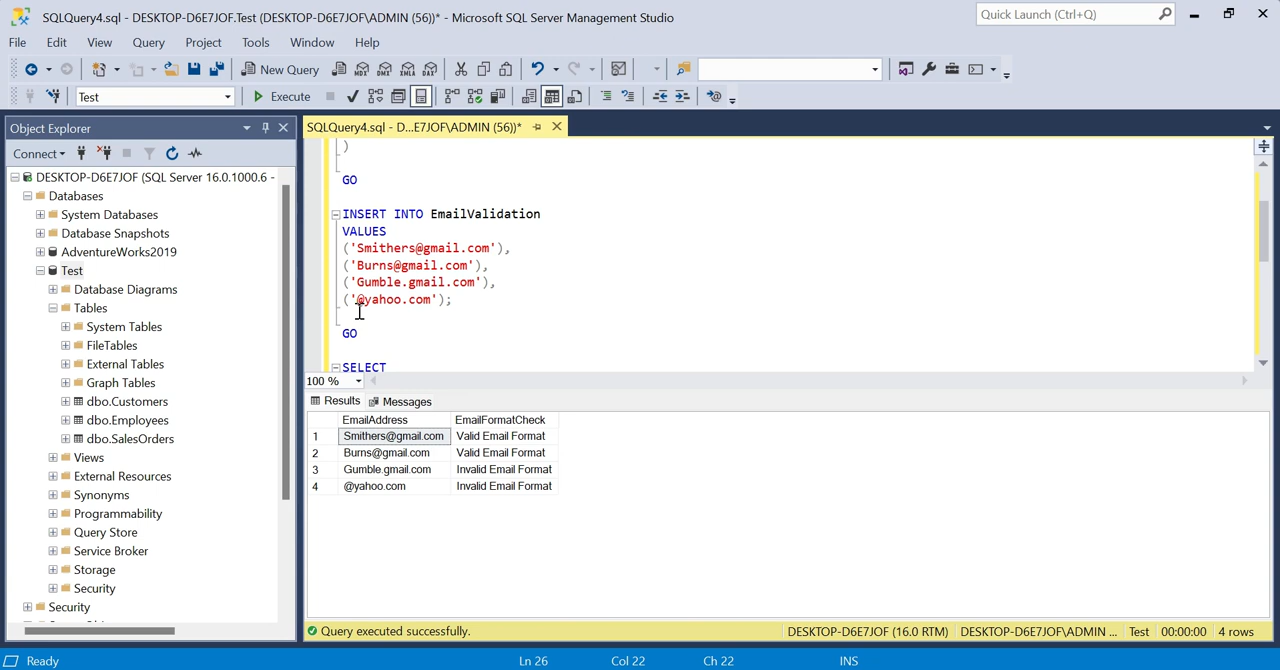 SQLQuery4.sql - DESKTOP-D6E7JOF.Test (DESKTOP-D6E7JOF\ADMIN (56))* - Microsoft SQL Server Management Studio
Quick Launch (Ctrl+Q)
File Edit View Query Project Tools Window Help
New Query
MDX DMX XMLA DAX
Test
Execute
Object Explorer
SQLQuery4.sql - D...E7JOF\ADMIN (56))*
Connect
DESKTOP-D6E7JOF (SQL Server 16.0.1000.6 -
Databases
System Databases
Database Snapshots
AdventureWorks2019
Test
Database Diagrams
Tables
System Tables
FileTables
External Tables
Graph Tables
dbo.Customers
dbo.Employees
dbo.SalesOrders
Views
External Resources
Synonyms
Programmability
Query Store
Service Broker
Storage
Security
Security
)
GO
INSERT INTO EmailValidation
VALUES
('Smithers@gmail.com'),
('Burns@gmail.com'),
('Gumble.gmail.com'),
('@yahoo.com');
GO
SELECT
100 %
Results Messages
EmailAddress EmailFormatCheck
1 Smithers@gmail.com Valid Email Format
2 Burns@gmail.com Valid Email Format
3 Gumble.gmail.com Invalid Email Format
4 @yahoo.com Invalid Email Format
Query executed successfully.
DESKTOP-D6E7JOF (16.0 RTM) DESKTOP-D6E7JOF\ADMIN ... Test 00:00:00 4 rows
Ready Ln 26 Col 22 Ch 22 INS